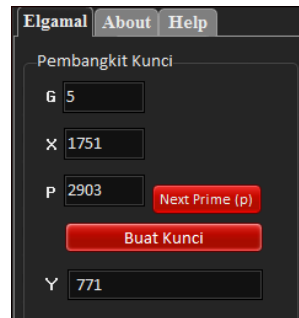 Elgamal About Help
Pembangkit Kunci
G 5
X 1751
P 2903 Next Prime (p)
Buat Kunci
Y 771